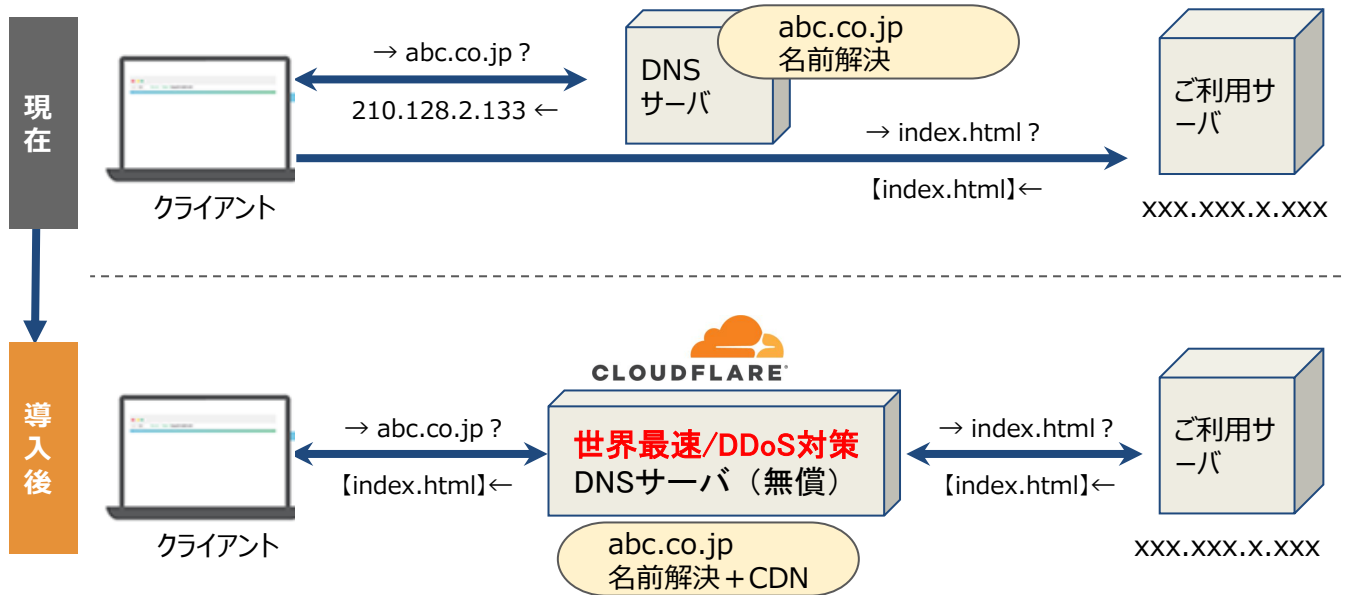 現在
→ abc.co.jp ?
210.128.2.133 ←
DNS
サーバ
abc.co.jp
名前解決
→ index.html ?
【index.html】←
ご利用サ
ーバ
クライアント
xxx.xxx.x.xxx
導入後
CLOUDFLARE
→ abc.co.jp ?
【index.html】←
世界最速/DDoS対策
DNSサーバ（無償）
→ index.html ?
【index.html】←
ご利用サ
ーバ
クライアント
abc.co.jp
名前解決＋CDN
xxx.xxx.x.xxx